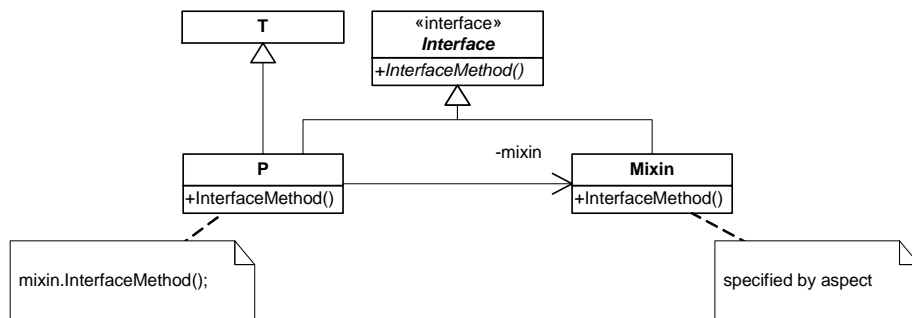 T
«interface»
Interface
+InterfaceMethod()
-mixin
P
+InterfaceMethod()
Mixin
+InterfaceMethod()
mixin.InterfaceMethod();
specified by aspect